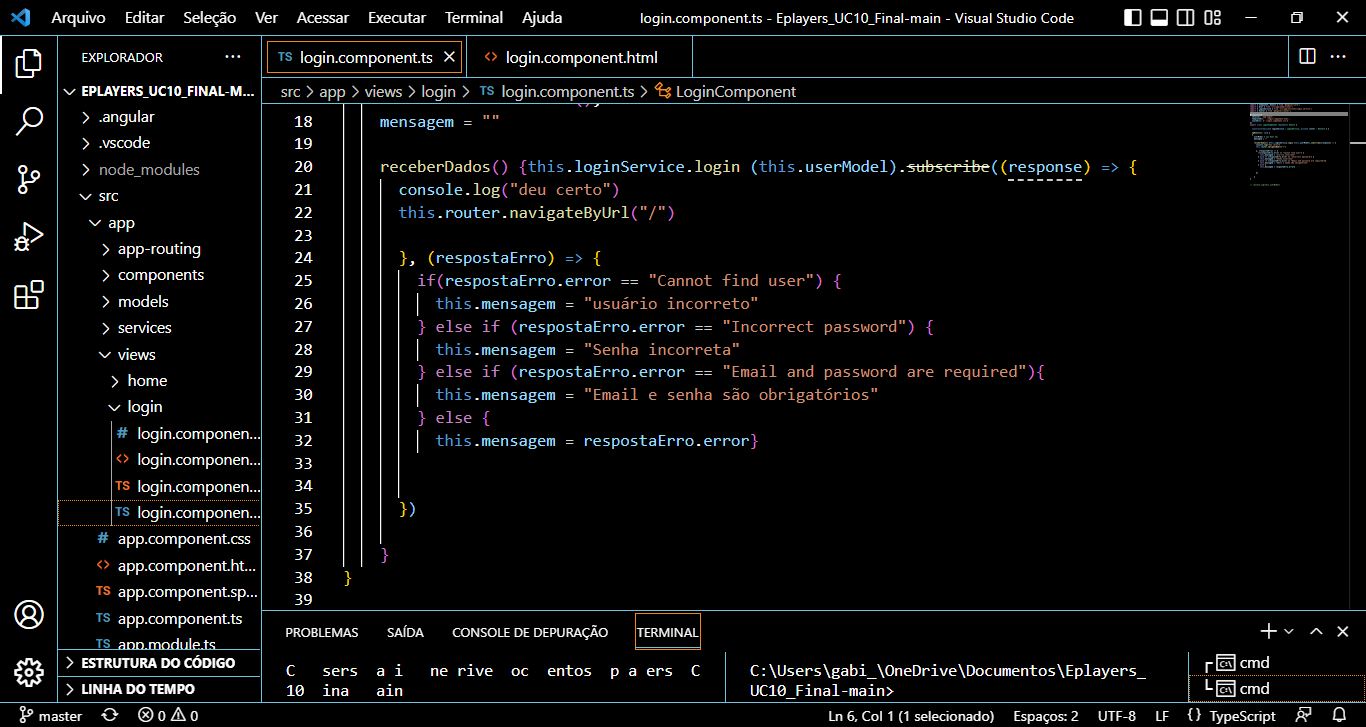 Arquivo Editar Seleção Ver Acessar Executar Terminal Ajuda login.component.ts - Eplayers_UC10_Final-main - Visual Studio Code
EXPLORADOR ···
EPLAYERS_UC10_FINAL-M...
.angular
.vscode
node_modules
src
app
app-routing
components
models
services
views
home
login
# login.componen...
<> login.componen...
TS login.componen...
TS login.componen...
# app.component.css
<> app.component.ht...
TS app.component.sp...
TS app.component.ts
TS app.module.ts
ESTRUTURA DO CÓDIGO
LINHA DO TEMPO
TS login.component.ts <> login.component.html
src > app > views > login > TS login.component.ts > LoginComponent
18 mensagem = ""
19
20 receberDados() {this.loginService.login (this.userModel).subscribe((response) => {
21 console.log("deu certo")
22 this.router.navigateByUrl("/")
23
24 }, (respostaErro) => {
25 if(respostaErro.error == "Cannot find user") {
26 this.mensagem = "usuário incorreto"
27 } else if (respostaErro.error == "Incorrect password") {
28 this.mensagem = "Senha incorreta"
29 } else if (respostaErro.error == "Email and password are required"){
30 this.mensagem = "Email e senha são obrigatórios"
31 } else {
32 this.mensagem = respostaErro.error}
33
34
35 })
36
37 }
38 }
39
PROBLEMAS SAÍDA CONSOLE DE DEPURAÇÃO TERMINAL
C sers a i ne rive oc entos p a ers C
10 ina ain
C:\Users\gabi_\OneDrive\Documentos\Eplayers_
UC10_Final-main>
cmd
cmd
master 0 0 Ln 6, Col 1 (1 selecionado) Espaços: 2 UTF-8 LF {} TypeScript